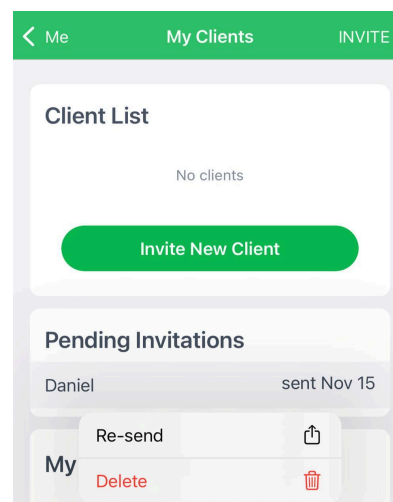 Me My Clients INVITE
Client List
No clients
Invite New Client
Pending Invitations
Daniel sent Nov 15
Re-send
My
Delete